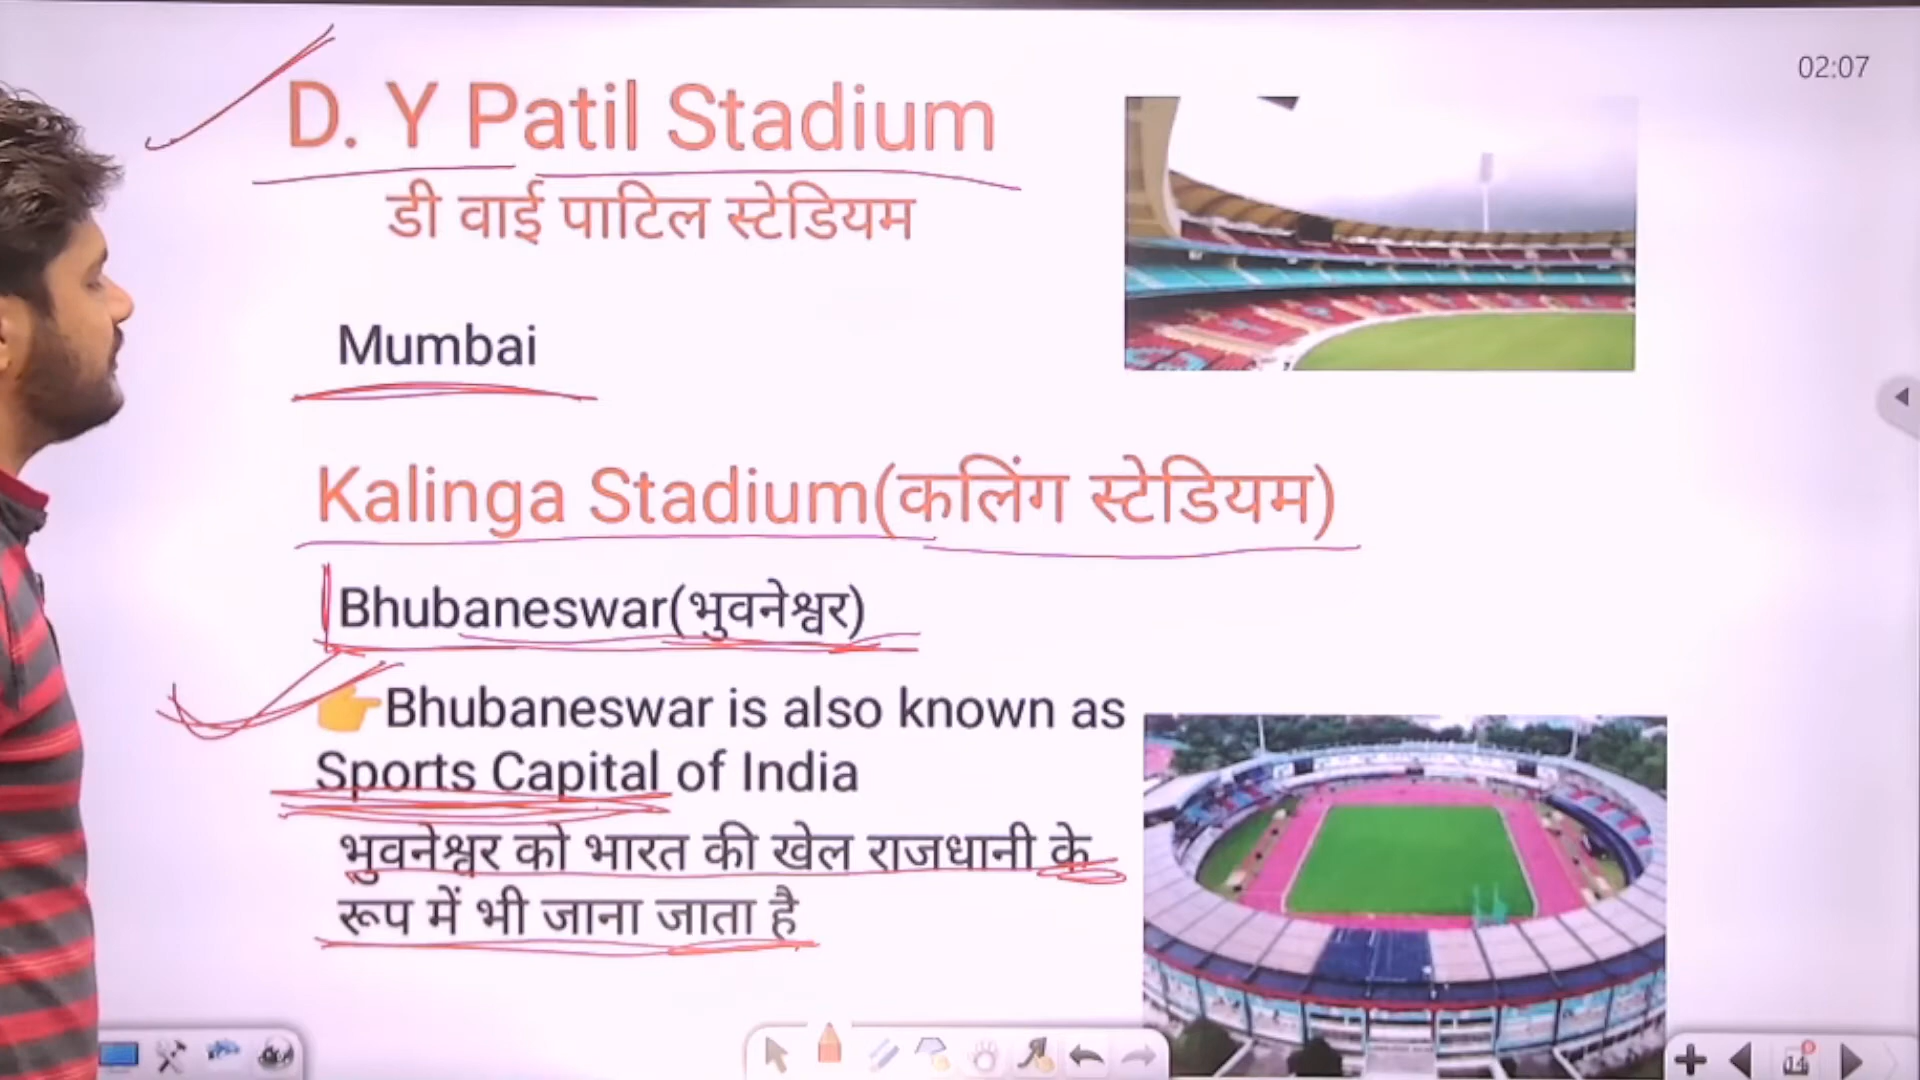 02:07
D. Y Patil Stadium
डी वाई पाटिल स्टेडियम
Mumbai
Kalinga Stadium(कलिंग स्टेडियम)
Bhubaneswar(भुवनेश्वर)
👉Bhubaneswar is also known as
Sports Capital of India
भुवनेश्वर को भारत की खेल राजधानी के
रूप में भी जाना जाता है
14